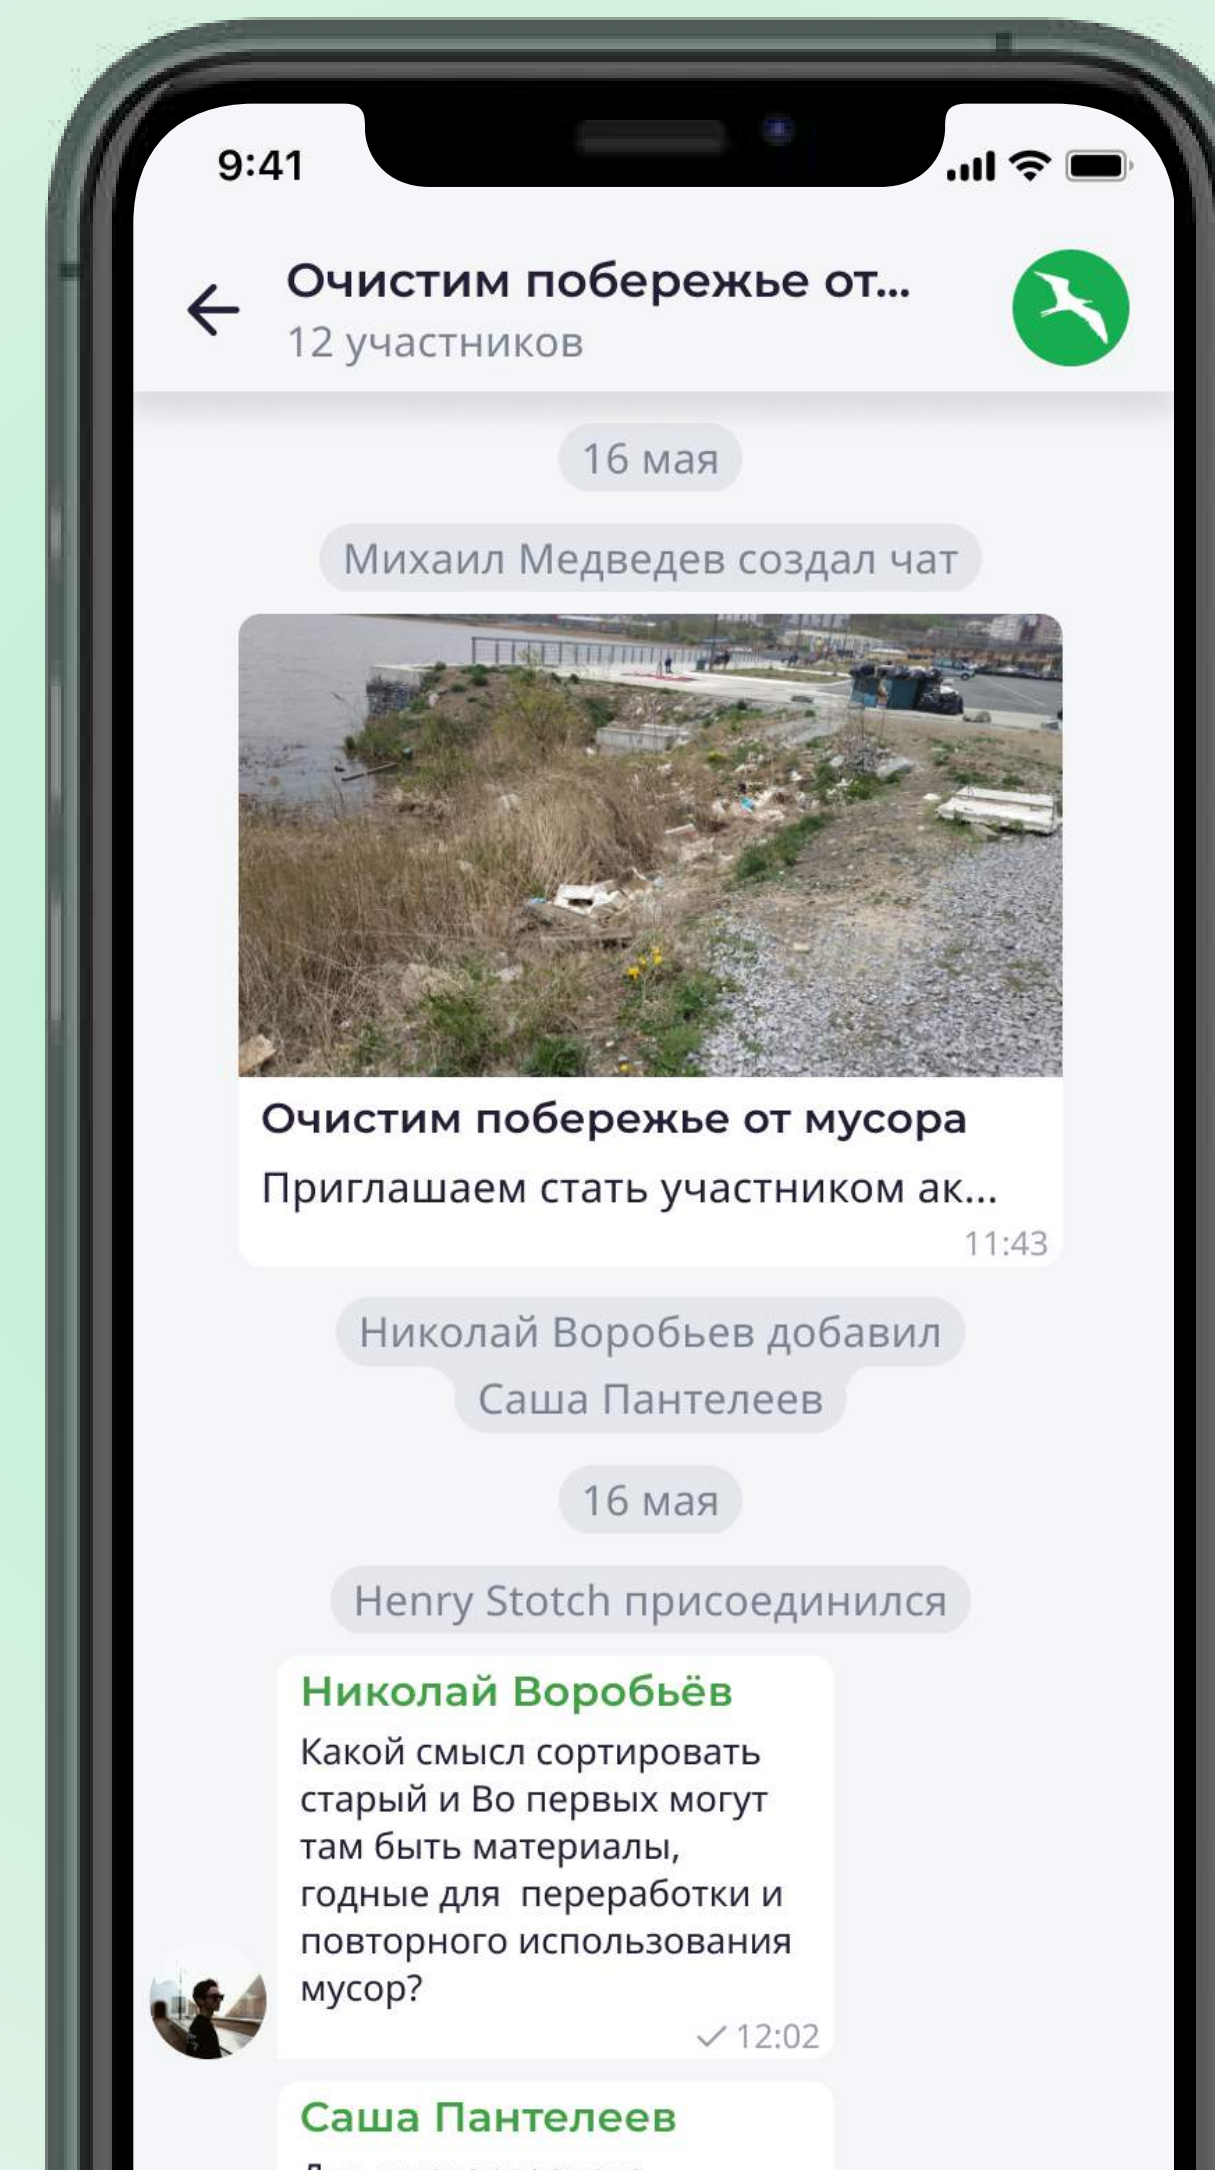 9:41
Очистим побережье от...
12 участников
16 мая
Михаил Медведев создал чат
Очистим побережье от мусора
Приглашаем стать участником ак...
11:43
Николай Воробьев добавил
Саша Пантелеев
16 мая
Henry Stotch присоединился
Николай Воробьёв
Какой смысл сортировать
старый и Во первых могут
там быть материалы,
годные для  переработки и
повторного использования
мусор?
12:02
Саша Пантелеев